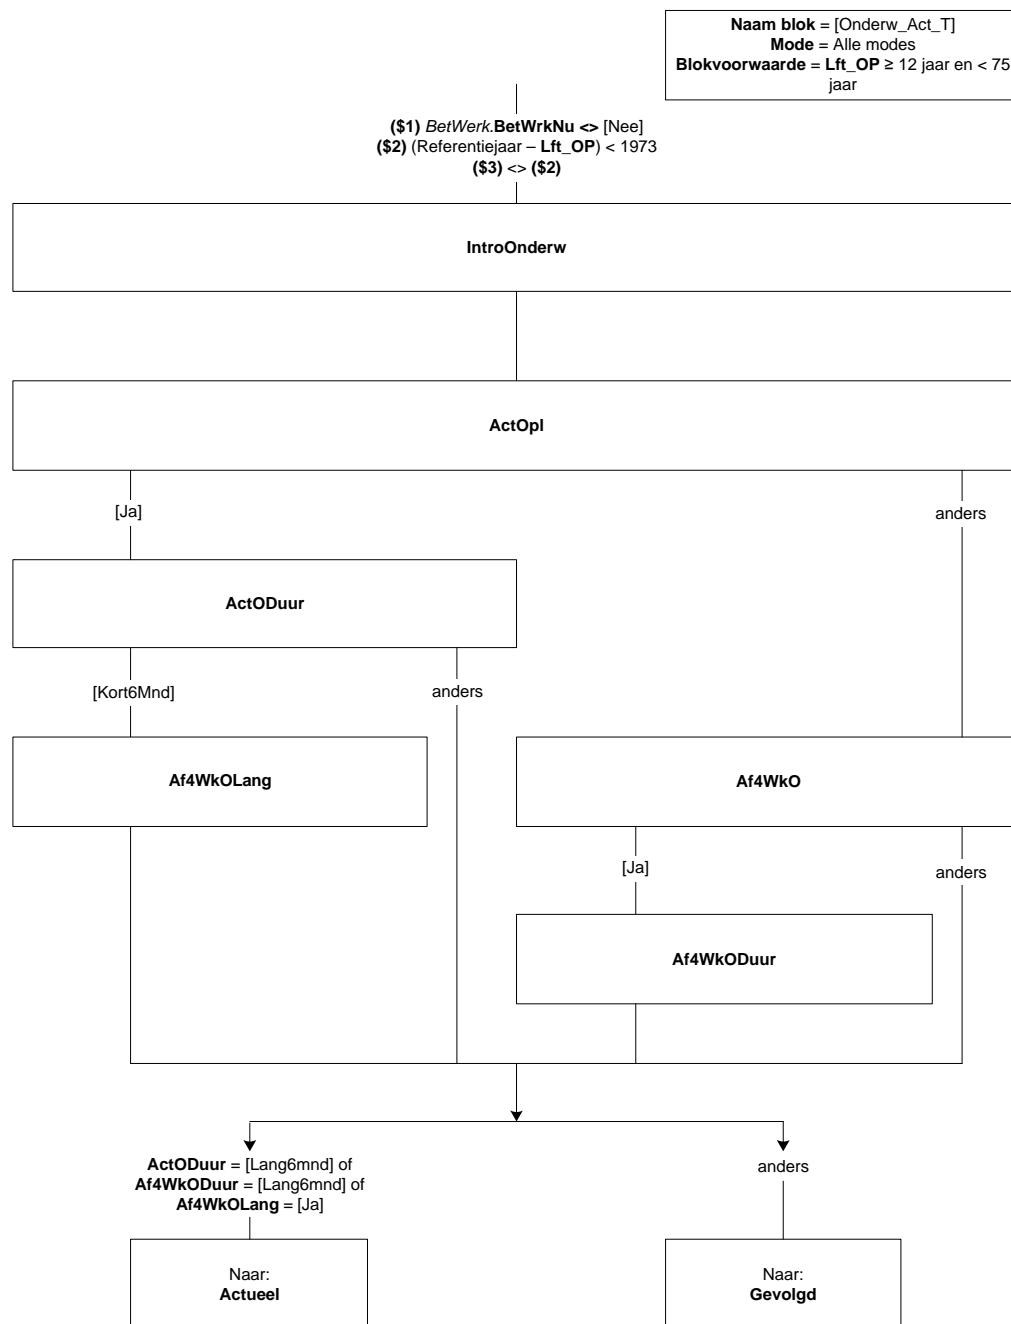 Naam blok = [Onderw_Act_T]
Mode = Alle modes
Blokvoorwaarde = Lft_OP ≥ 12 jaar en < 75
jaar
($1) BetWerk.BetWrkNu <> [Nee]
($2) (Referentiejaar – Lft_OP) < 1973
($3) <> ($2)
IntroOnderw
ActOpl
[Ja]
anders
ActODuur
[Kort6Mnd]
anders
Af4WkOLang
Af4WkO
[Ja]
anders
Af4WkODuur
ActODuur = [Lang6mnd] of
Af4WkODuur = [Lang6mnd] of
Af4WkOLang = [Ja]
anders
Naar:
Actueel
Naar:
Gevolgd